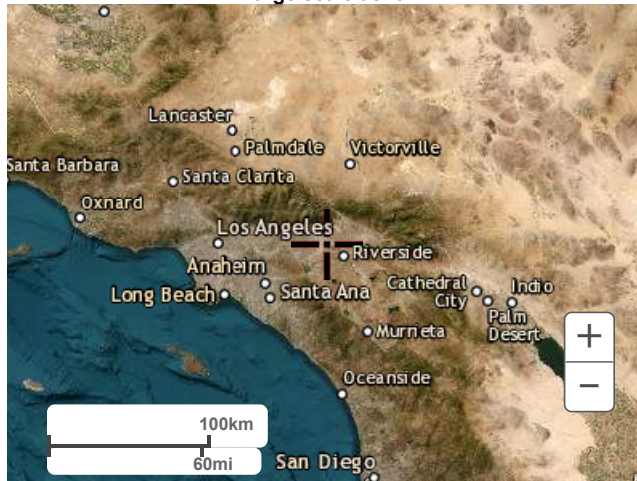 Lancaster
Palmdale
Victorville
Santa Barbara
Santa Clarita
Oxnard
Los Angeles
Riverside
Anaheim
Cathedral
City
Indio
Long Beach
Santa Ana
Palm
Desert
Murrieta
+
−
Oceanside
100km
60mi
San Diego